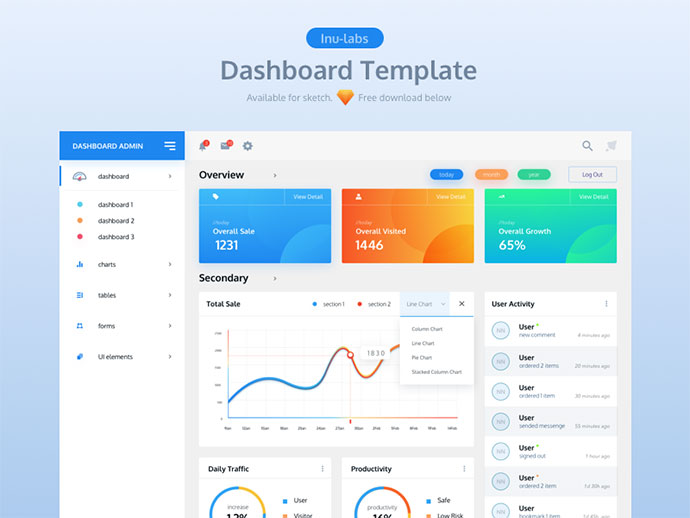 Inu-labs
Dashboard Template
Available for sketch. Free download below
DASHBOARD ADMIN
dashboard
dashboard 1
dashboard 2
dashboard 3
charts
tables
forms
UI elements
Overview
today
month
year
Log Out
View Detail
Overall Sale
1231
View Detail
Overall Visited
1446
View Detail
Overall Growth
65%
Secondary
Total Sale
section 1
section 2
Line Chart
Column Chart
Line Chart
Pie Chart
Stacked Column Chart
1830
User Activity
NN
User
new comment
4 minutes ago
NN
User
ordered 2 items
20 minutes ago
NN
User
ordered 1 item
30 minutes ago
NN
User
sended messenge
55 minutes ago
NN
User
signed out
1 hour ago
NN
User
ordered 2 items
1d 30h ago
NN
User
Daily Traffic
increase
User
Visitor
Productivity
productivity
Safe
Low Risk